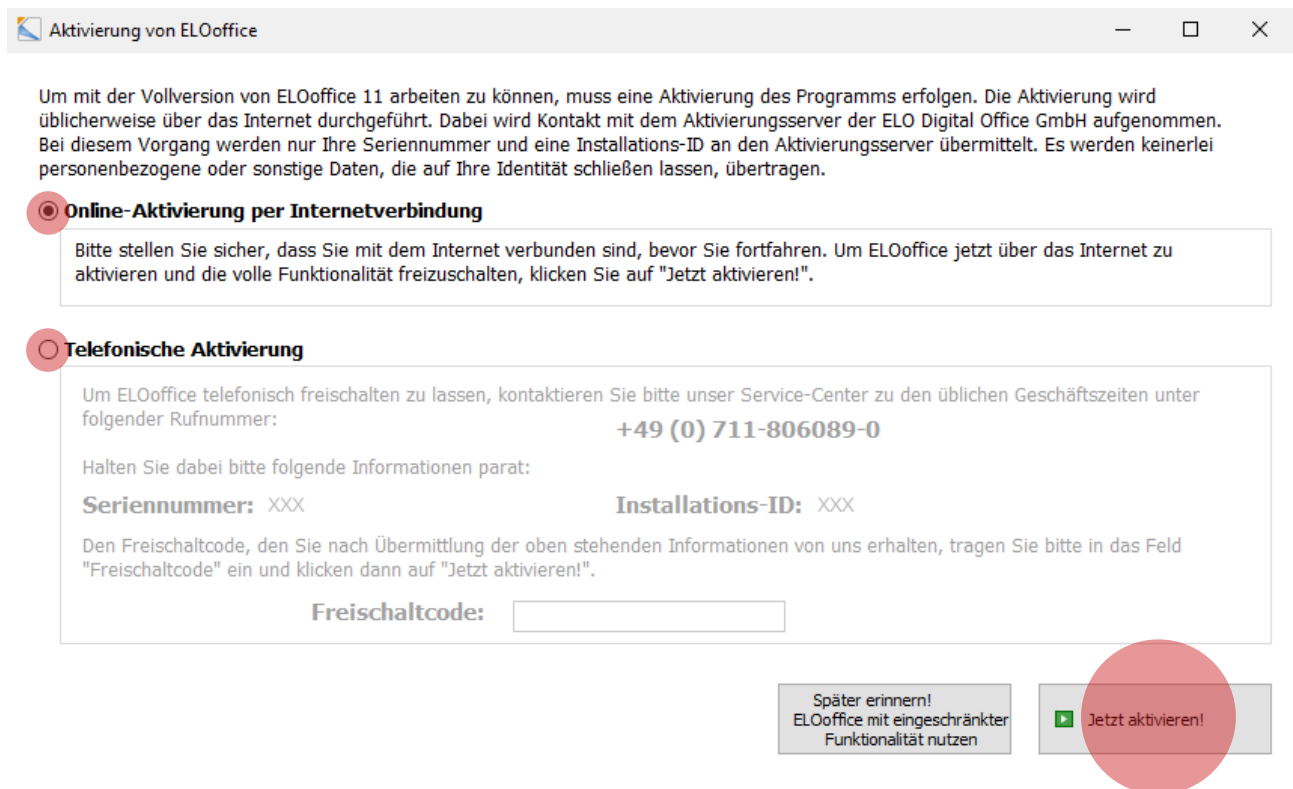 Aktivierung von ELOoffice
Um mit der Vollversion von ELOoffice 11 arbeiten zu können, muss eine Aktivierung des Programms erfolgen. Die Aktivierung wird
üblicherweise über das Internet durchgeführt. Dabei wird Kontakt mit dem Aktivierungsserver der ELO Digital Office GmbH aufgenommen.
Bei diesem Vorgang werden nur Ihre Seriennummer und eine Installations-ID an den Aktivierungsserver übermittelt. Es werden keinerlei
personenbezogene oder sonstige Daten, die auf Ihre Identität schließen lassen, übertragen.
Online-Aktivierung per Internetverbindung
Bitte stellen Sie sicher, dass Sie mit dem Internet verbunden sind, bevor Sie fortfahren. Um ELOoffice jetzt über das Internet zu
aktivieren und die volle Funktionalität freizuschalten, klicken Sie auf "Jetzt aktivieren!".
Telefonische Aktivierung
Um ELOoffice telefonisch freischalten zu lassen, kontaktieren Sie bitte unser Service-Center zu den üblichen Geschäftszeiten unter
folgender Rufnummer:
+49 (0) 711-806089-0
Halten Sie dabei bitte folgende Informationen parat:
Seriennummer: XXX Installations-ID: XXX
Den Freischaltcode, den Sie nach Übermittlung der oben stehenden Informationen von uns erhalten, tragen Sie bitte in das Feld
"Freischaltcode" ein und klicken dann auf "Jetzt aktivieren!".
Freischaltcode:
Später erinnern!
ELOoffice mit eingeschränkter
Funktionalität nutzen
Jetzt aktivieren!